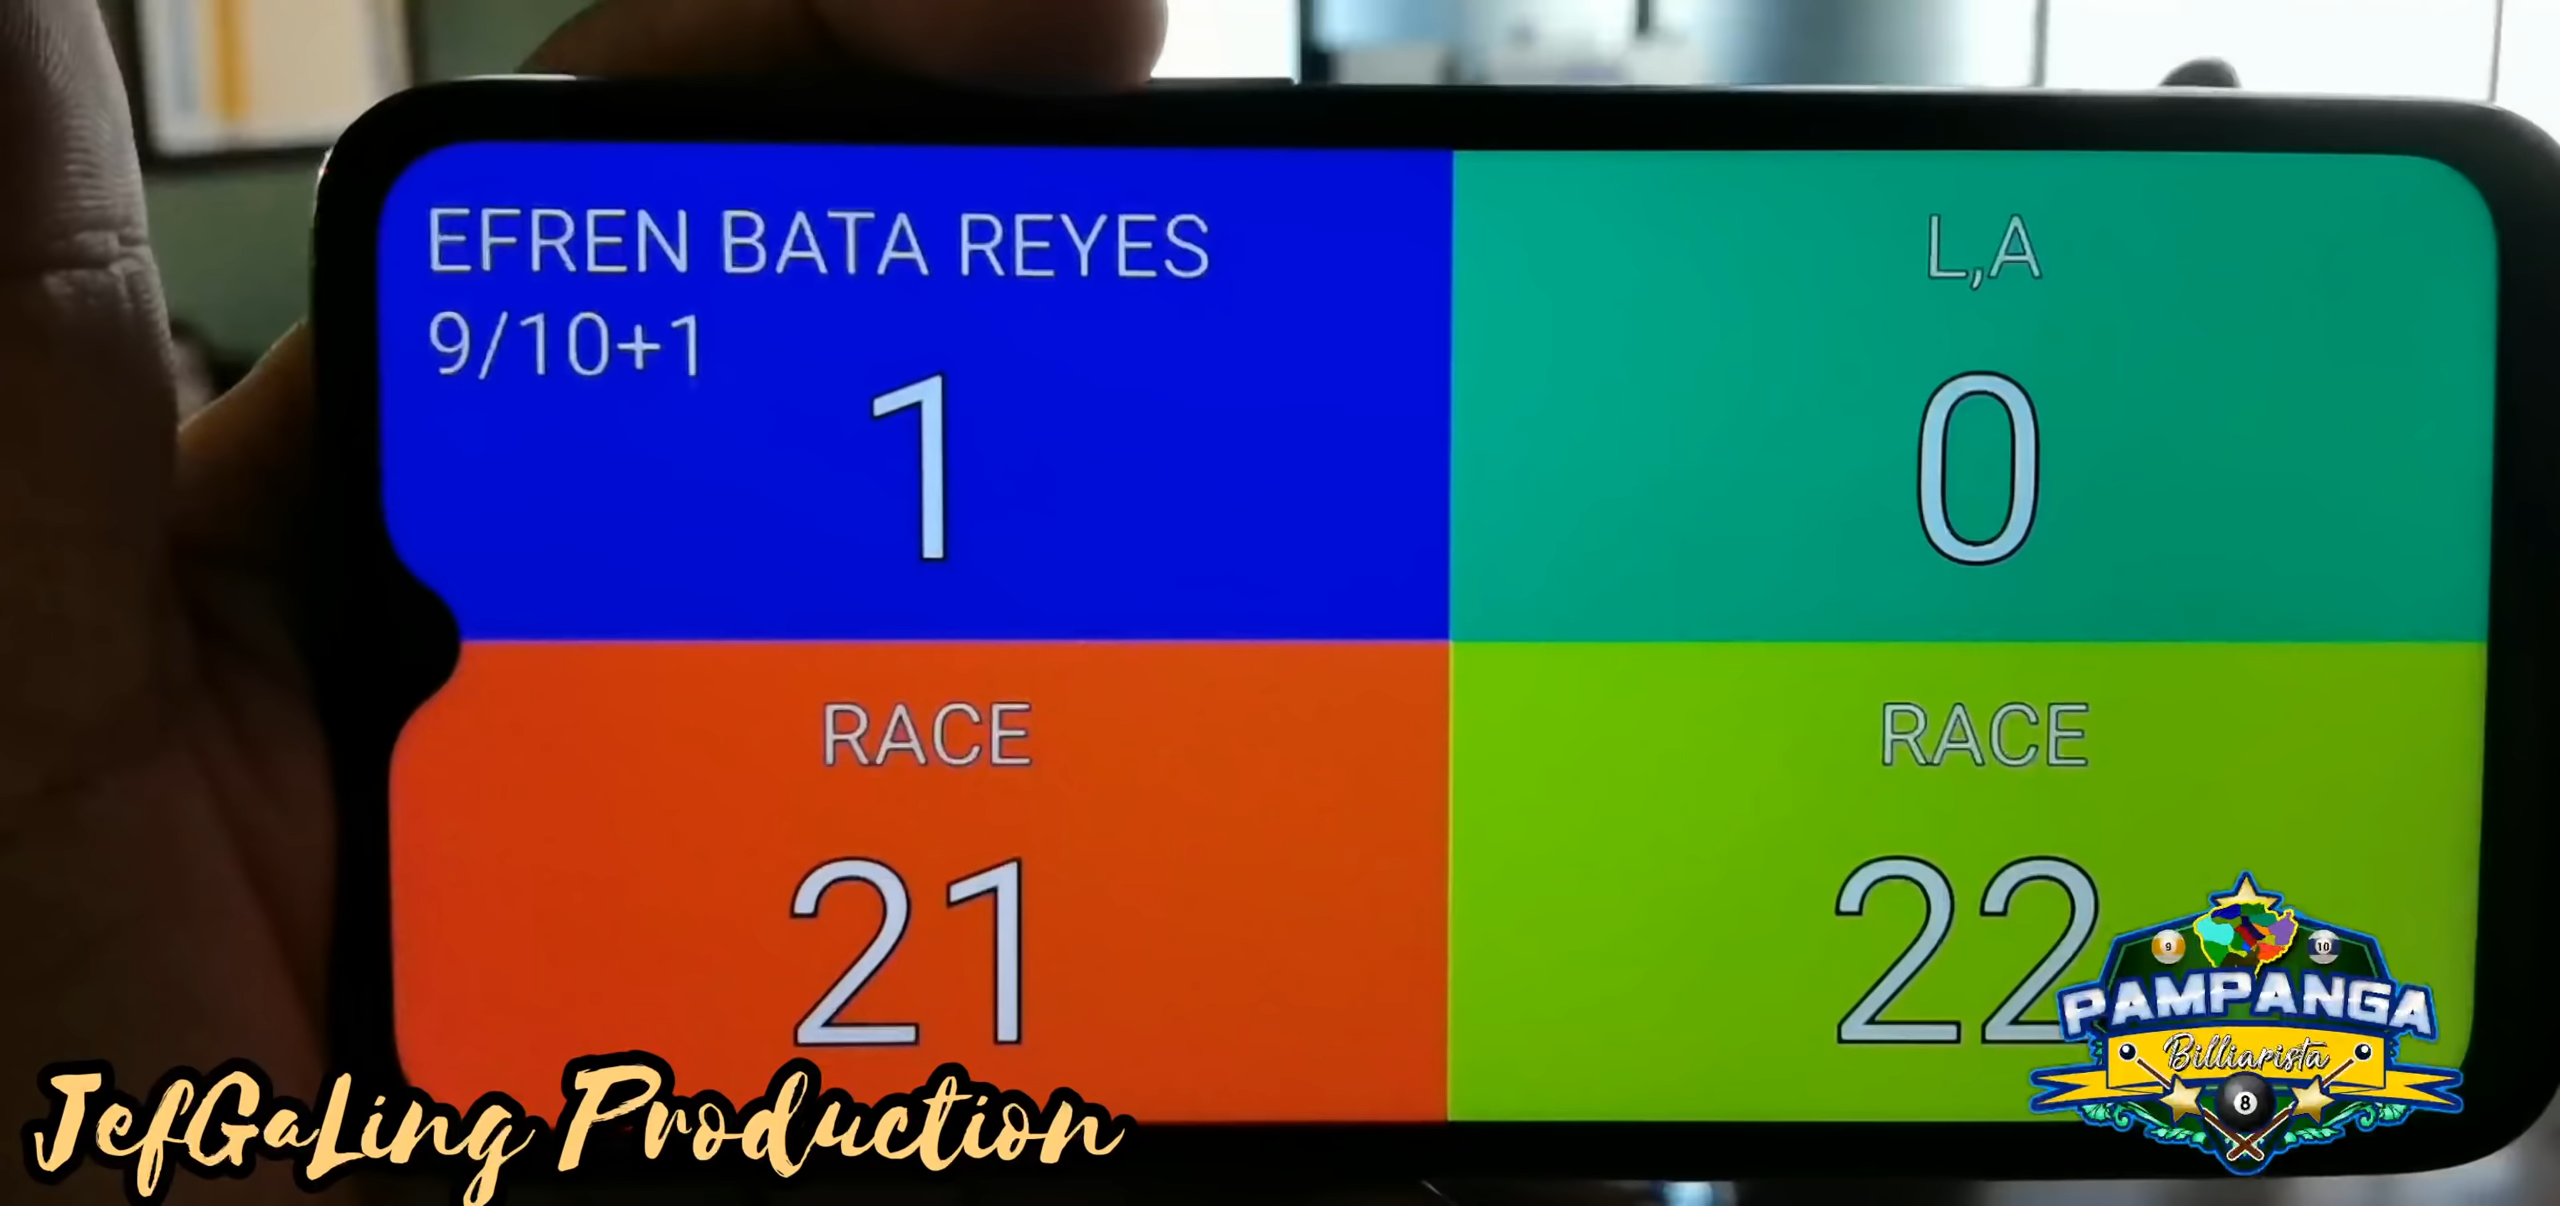 EFREN BATA REYES
9/10+1
1
L,A
0
RACE
21
RACE
22
JefGaLing Production
9
10
PAMPANGA
Billiarista
8